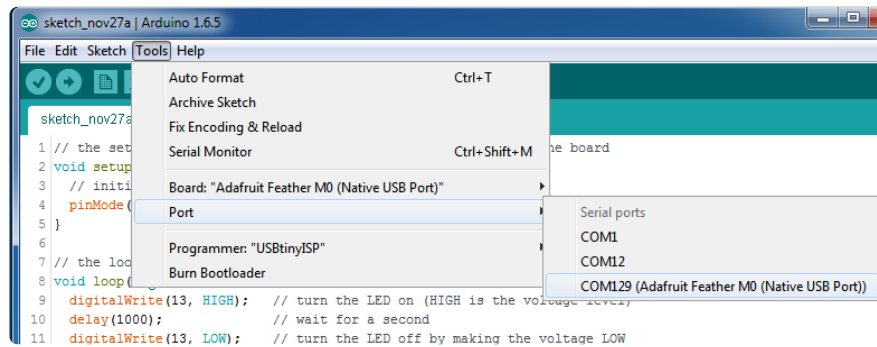 sketch_nov27a | Arduino 1.6.5
File Edit Sketch Tools Help
Auto Format Ctrl+T
Archive Sketch
sketch_nov27a
Fix Encoding & Reload
Serial Monitor Ctrl+Shift+M
Board: "Adafruit Feather M0 (Native USB Port)"
Port
Programmer: "USBtinyISP"
Burn Bootloader
Serial ports
COM1
COM12
COM129 (Adafruit Feather M0 (Native USB Port))
1 // the set he board
2 void setup
3 // initi
4 pinMode(
5 }
6
7 // the loo
8 void loop(
9 digitalWrite(13, HIGH); // turn the LED on (HIGH is the voltage level)
10 delay(1000); // wait for a second
11 digitalWrite(13, LOW); // turn the LED off by making the voltage LOW